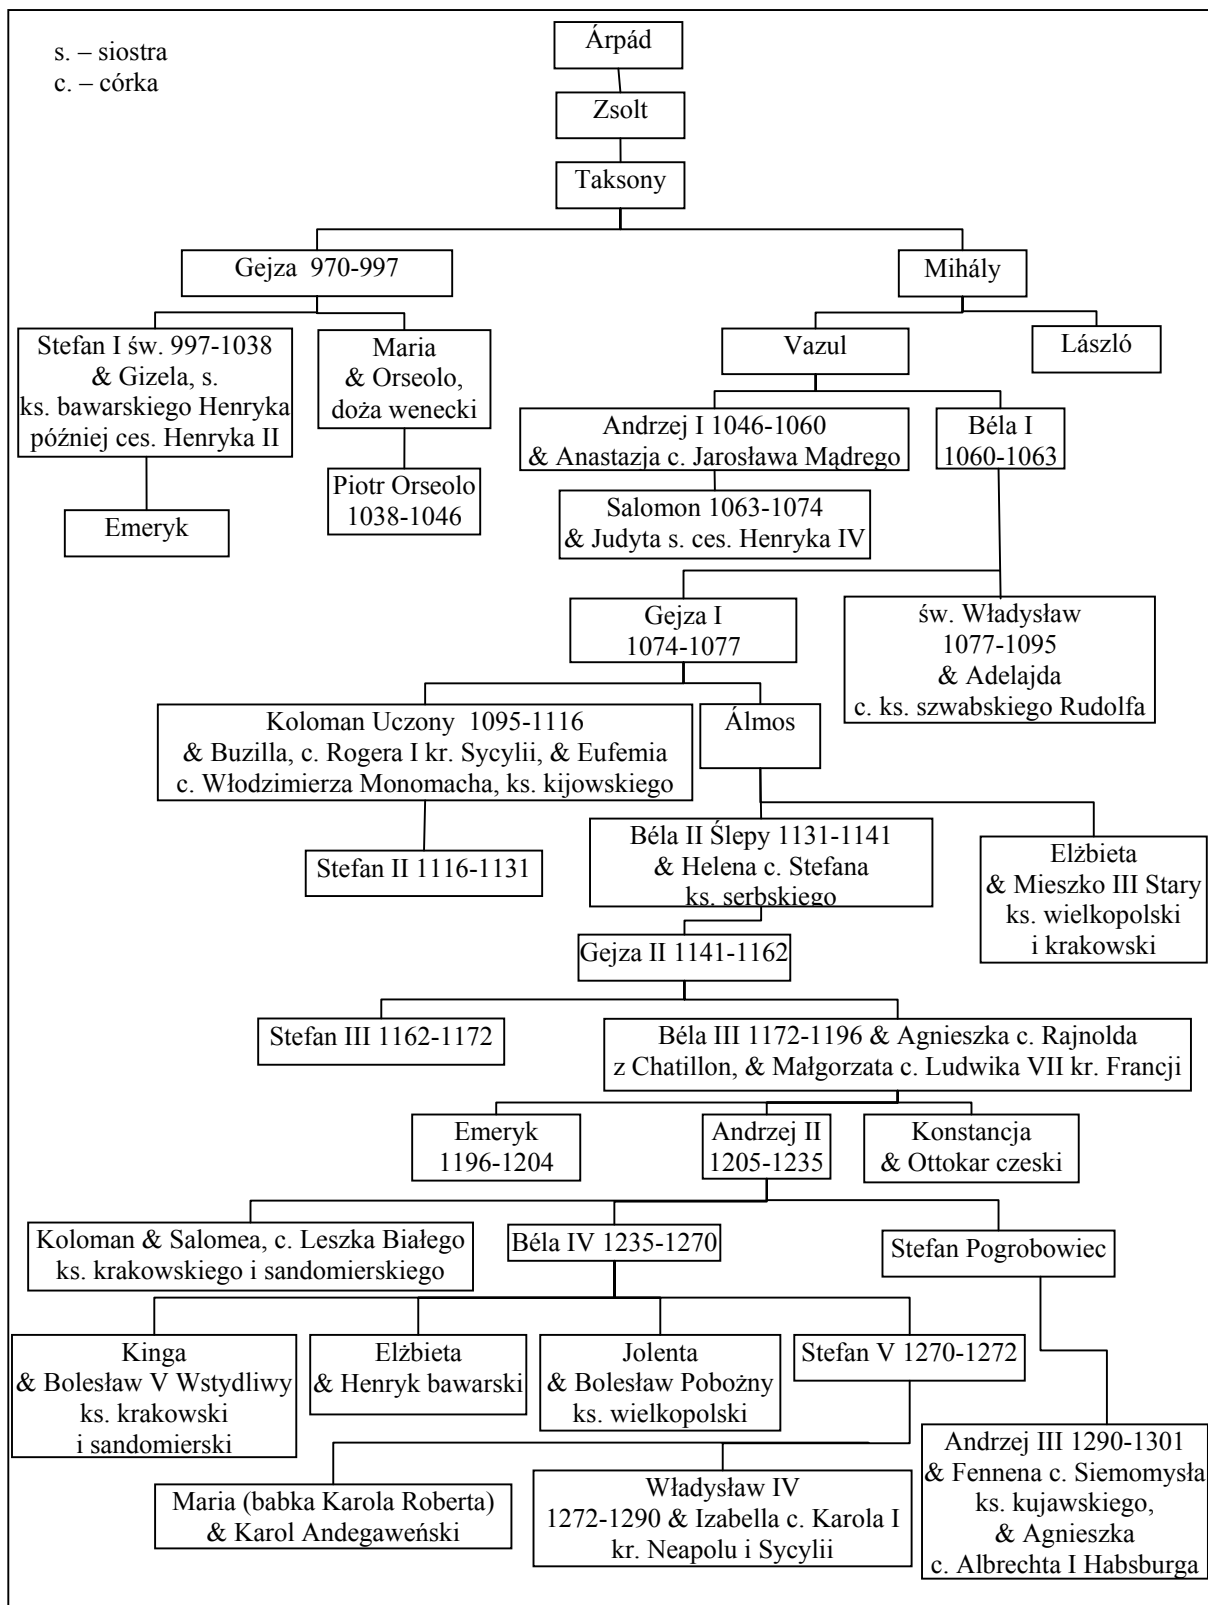 s. – siostra
c. – córka
Árpád
Zsolt
Taksony
Gejza 970-997
Mihály
Stefan I św. 997-1038
& Gizela, s.
ks. bawarskiego Henryka
później ces. Henryka II
Maria
& Orseolo,
doża wenecki
Vazul
László
Andrzej I 1046-1060
& Anastazja c. Jarosława Mądrego
Béla I
1060-1063
Emeryk
Piotr Orseolo
1038-1046
Salomon 1063-1074
& Judyta s. ces. Henryka IV
Gejza I
1074-1077
św. Władysław
1077-1095
& Adelajda
c. ks. szwabskiego Rudolfa
Koloman Uczony 1095-1116
& Buzilla, c. Rogera I kr. Sycylii, & Eufemia
c. Włodzimierza Monomacha, ks. kijowskiego
Álmos
Stefan II 1116-1131
Béla II Ślepy 1131-1141
& Helena c. Stefana
ks. serbskiego
Elżbieta
& Mieszko III Stary
ks. wielkopolski
i krakowski
Gejza II 1141-1162
Stefan III 1162-1172
Béla III 1172-1196 & Agnieszka c. Rajnolda
z Chatillon, & Małgorzata c. Ludwika VII kr. Francji
Emeryk
1196-1204
Andrzej II
1205-1235
Konstancja
& Ottokar czeski
Koloman & Salomea, c. Leszka Białego
ks. krakowskiego i sandomierskiego
Béla IV 1235-1270
Stefan Pogrobowiec
Kinga
& Bolesław V Wstydliwy
ks. krakowski
i sandomierski
Elżbieta
& Henryk bawarski
Jolenta
& Bolesław Pobożny
ks. wielkopolski
Stefan V 1270-1272
Maria (babka Karola Roberta)
& Karol Andegaweński
Władysław IV
1272-1290 & Izabella c. Karola I
kr. Neapolu i Sycylii
Andrzej III 1290-1301
& Fennena c. Siemomysła
ks. kujawskiego,
& Agnieszka
c. Albrechta I Habsburga